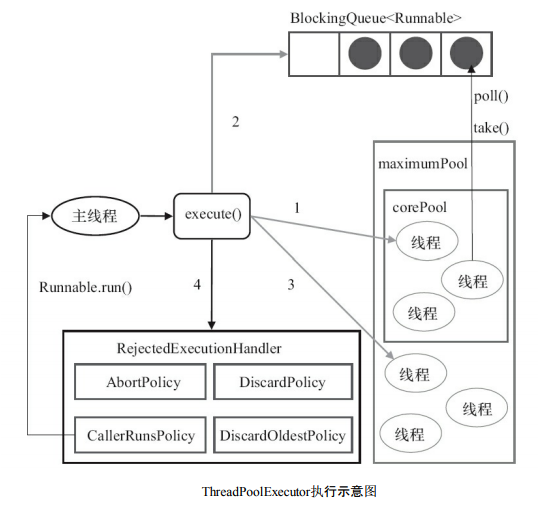 BlockingQueue<Runnable>
poll()
2
take()
maximumPool
corePool
主线程
execute()
1
线程
线程
Runnable.run()
4
3
线程
RejectedExecutionHandler
线程
AbortPolicy
DiscardPolicy
线程
CallerRunsPolicy
DiscardOldestPolicy
线程
ThreadPoolExecutor执行示意图